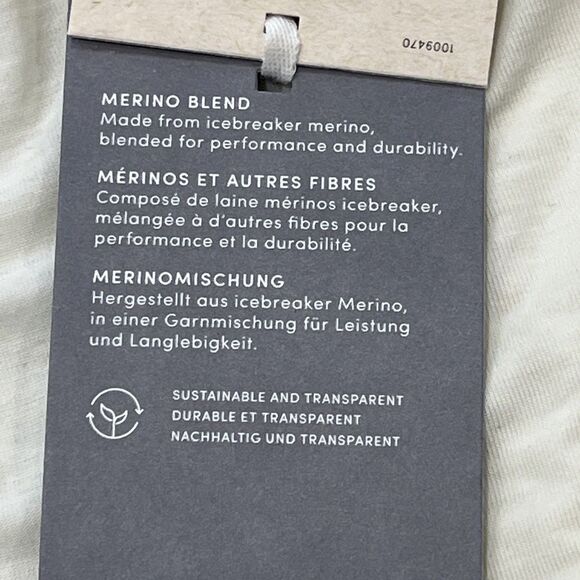 1009470
MERINO BLEND
Made from icebreaker merino,
blended for performance and durability.
MÉRINOS ET AUTRES FIBRES
Composé de laine mérinos icebreaker,
mélangée à d'autres fibres pour la
performance et la durabilité.
MERINOMISCHUNG
Hergestellt aus icebreaker Merino,
in einer Garnmischung für Leistung
und Langlebigkeit.
SUSTAINABLE AND TRANSPARENT
DURABLE ET TRANSPARENT
NACHHALTIG UND TRANSPARENT